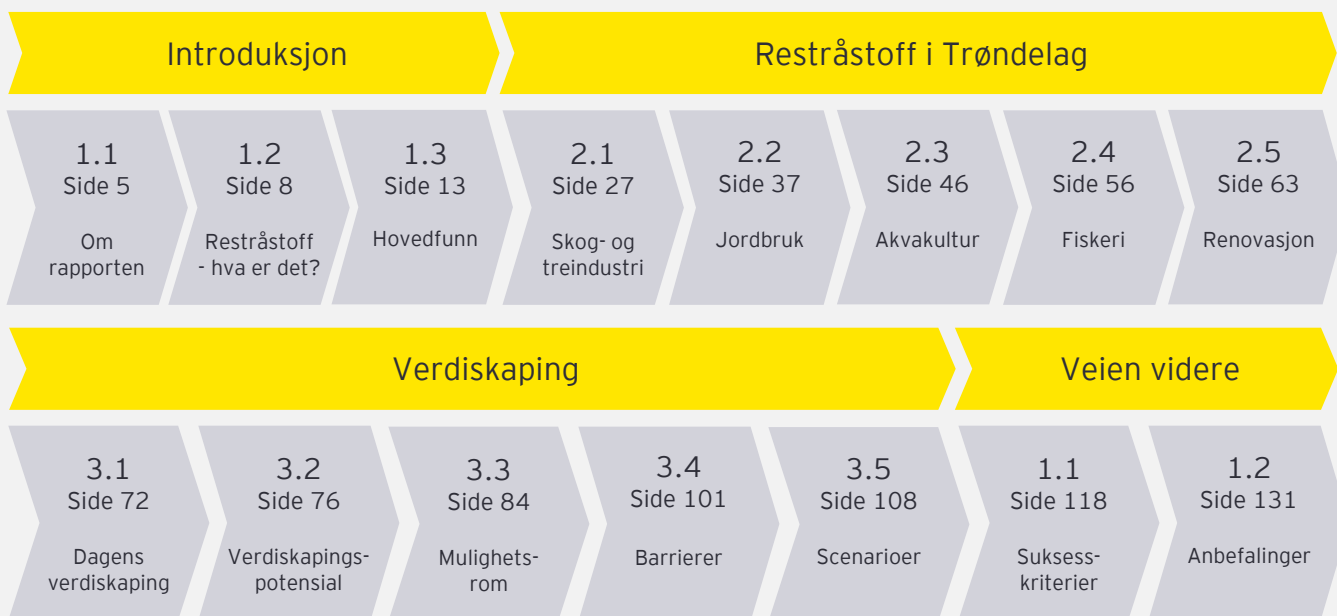 Introduksjon
Restråstoff i Trøndelag
1.1
Side 5
Om
rapporten
1.2
Side 8
Restråstoff
- hva er det?
1.3
Side 13
Hovedfunn
2.1
Side 27
Skog- og
treindustri
2.2
Side 37
Jordbruk
2.3
Side 46
Akvakultur
2.4
Side 56
Fiskeri
2.5
Side 63
Renovasjon
Verdiskaping
Veien videre
3.1
Side 72
Dagens
verdiskaping
3.2
Side 76
Verdiskapings-
potensial
3.3
Side 84
Mulighets-
rom
3.4
Side 101
Barrierer
3.5
Side 108
Scenarioer
1.1
Side 118
Suksess-
kriterier
1.2
Side 131
Anbefalinger